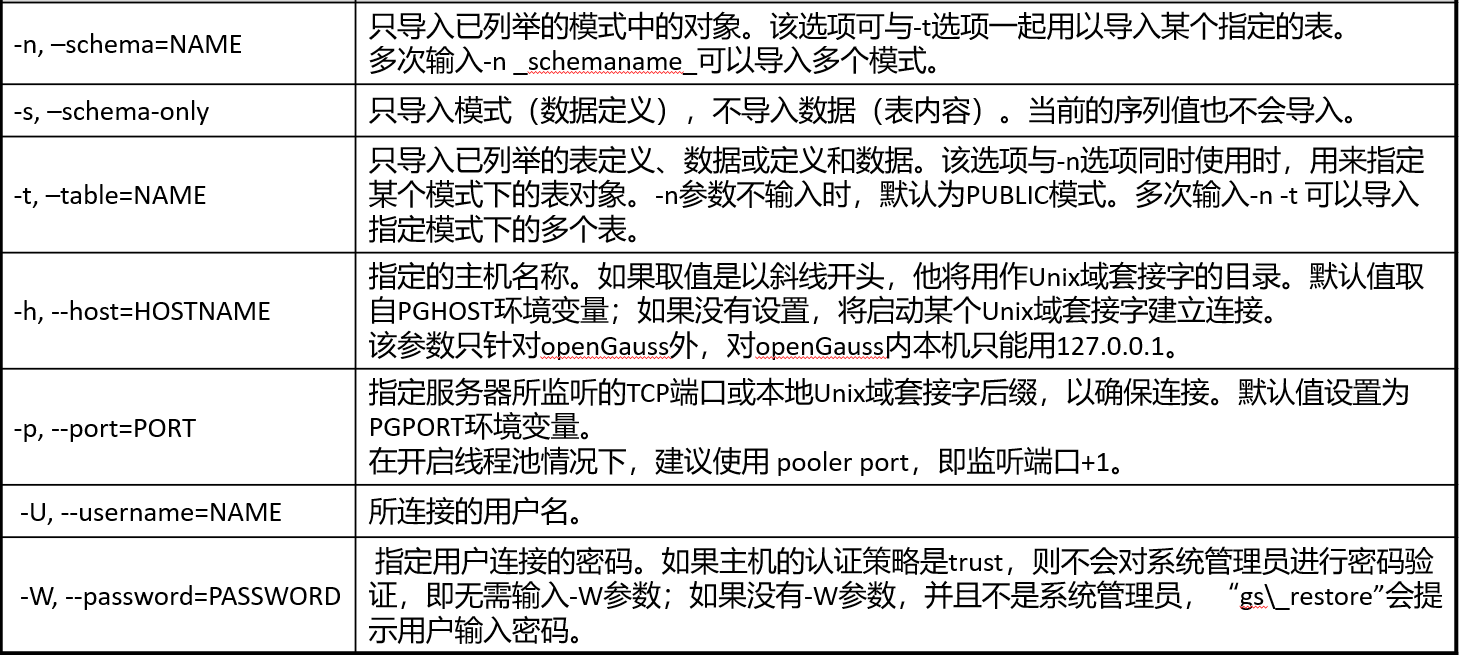 -n, –schema=NAME
只导入已列举的模式中的对象。该选项可与-t选项一起用以导入某个指定的表。
多次输入-n _schemaname_可以导入多个模式。
-s, –schema-only
只导入模式（数据定义），不导入数据（表内容）。当前的序列值也不会导入。
-t, –table=NAME
只导入已列举的表定义、数据或定义和数据。该选项与-n选项同时使用时，用来指定
某个模式下的表对象。-n参数不输入时，默认为PUBLIC模式。多次输入-n -t 可以导入
指定模式下的多个表。
-h, --host=HOSTNAME
指定的主机名称。如果取值是以斜线开头，他将用作Unix域套接字的目录。默认值取
自PGHOST环境变量；如果没有设置，将启动某个Unix域套接字建立连接。
该参数只针对openGauss外，对openGauss内本机只能用127.0.0.1。
-p, --port=PORT
指定服务器所监听的TCP端口或本地Unix域套接字后缀，以确保连接。默认值设置为
PGPORT环境变量。
在开启线程池情况下，建议使用 pooler port，即监听端口+1。
-U, --username=NAME
所连接的用户名。
-W, --password=PASSWORD
指定用户连接的密码。如果主机的认证策略是trust，则不会对系统管理员进行密码验
证，即无需输入-W参数；如果没有-W参数，并且不是系统管理员，“gs\_restore”会提
示用户输入密码。